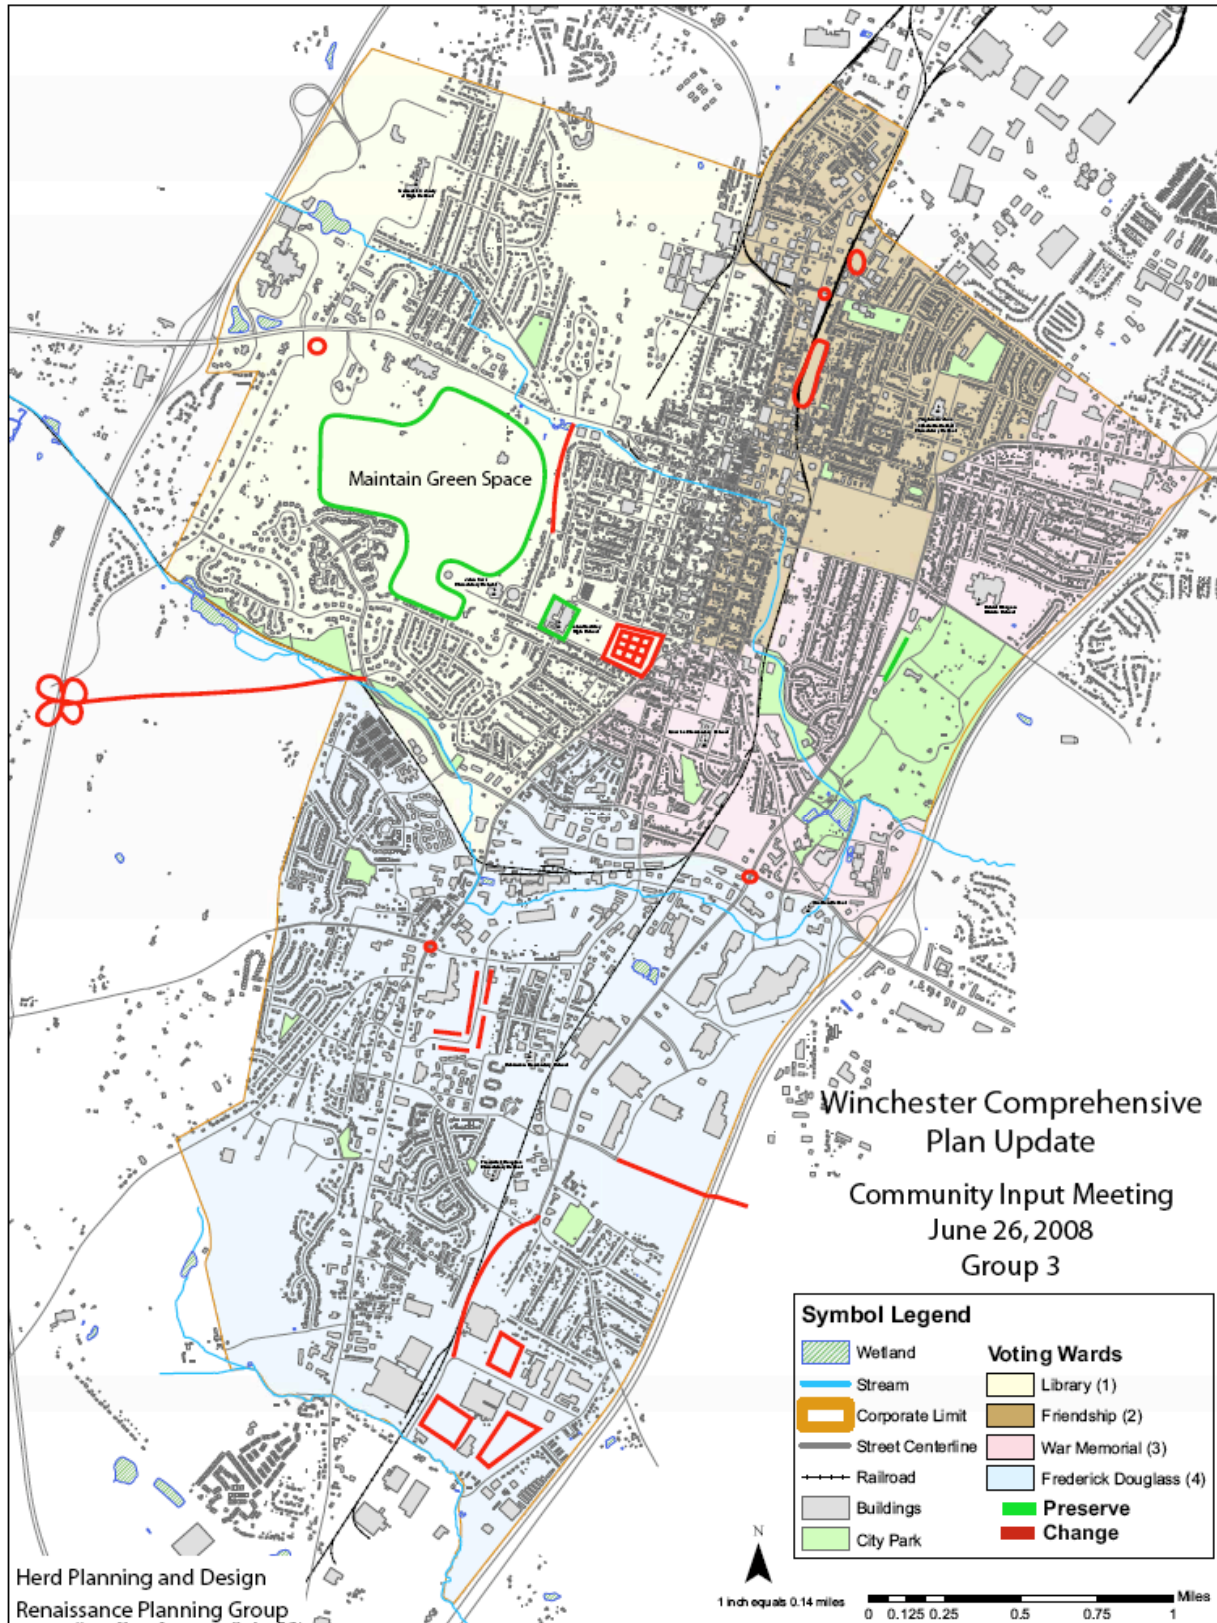 Maintain Green Space
Winchester Comprehensive
Plan Update
Community Input Meeting
June 26, 2008
Group 3
Symbol Legend
Wetland
Stream
Corporate Limit
Street Centerline
Railroad
Buildings
City Park
Voting Wards
Library (1)
Friendship (2)
War Memorial (3)
Frederick Douglass (4)
Preserve
Change
N
1 inch equals 0.14 miles
Miles
0 0.125 0.25 0.5 0.75 1
Herd Planning and Design
Renaissance Planning Group